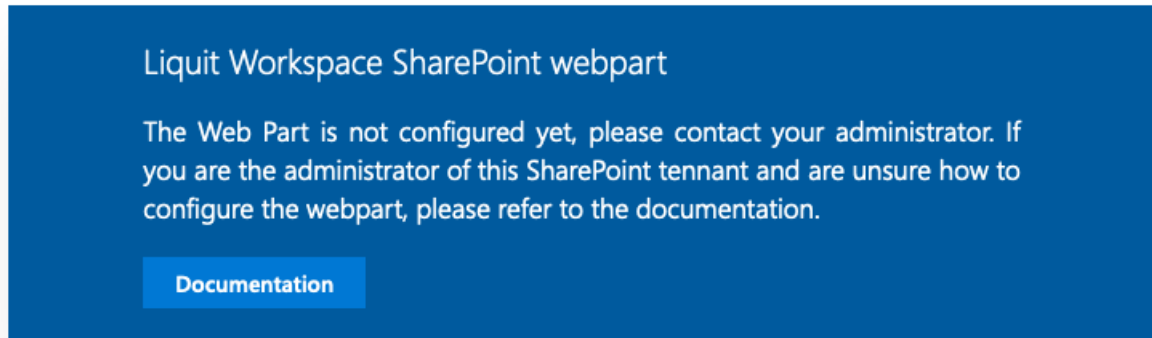 Liquit Workspace SharePoint webpart
The Web Part is not configured yet, please contact your administrator. If
you are the administrator of this SharePoint tennant and are unsure how to
configure the webpart, please refer to the documentation.
Documentation